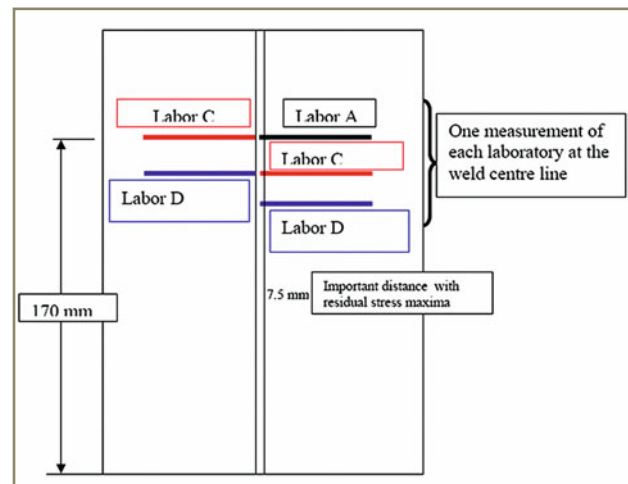 Labor C
Labor A
Labor C
Labor D
Labor D
One measurement of
each laboratory at the
weld centre line
7.5 mm
Important distance with
residual stress maxima
170 mm